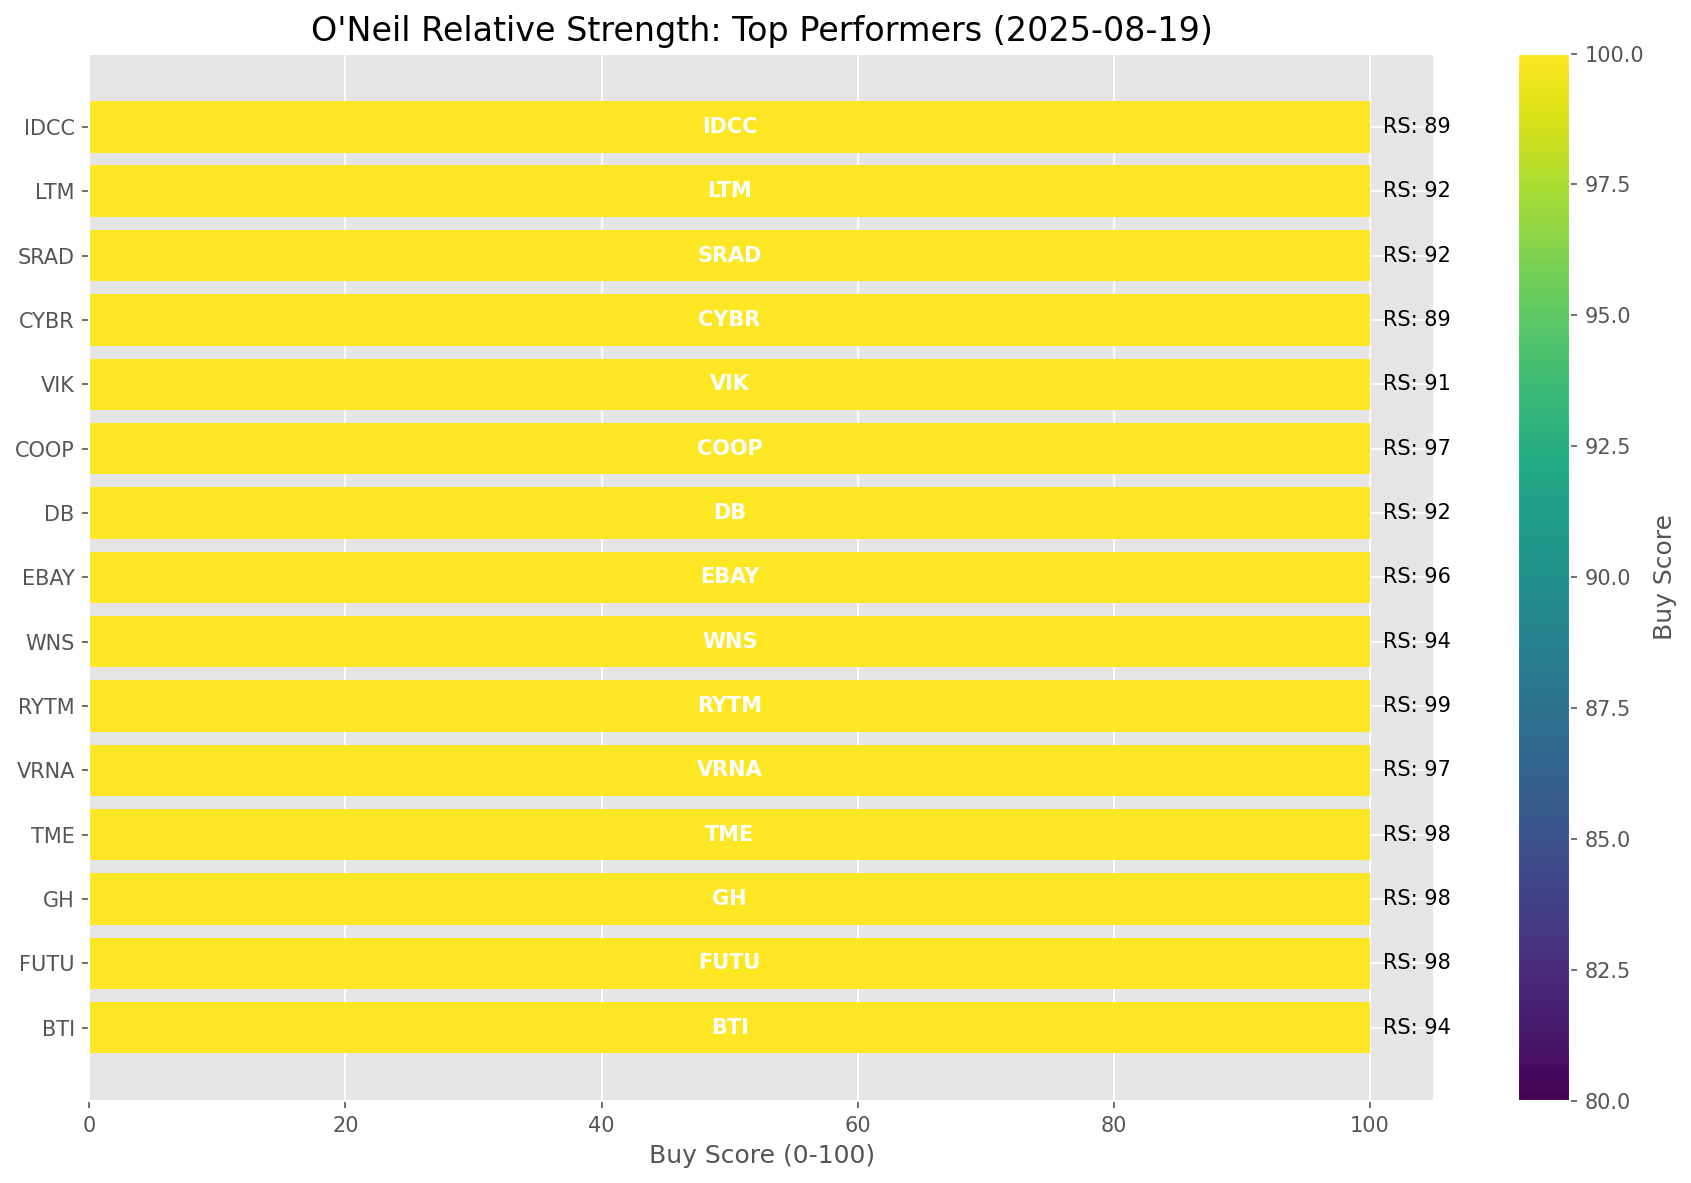 O'Neil Relative Strength: Top Performers (2025-08-19)
IDCC IDCC RS: 89
LTM LTM RS: 92
SRAD SRAD RS: 92
CYBR CYBR RS: 89
VIK VIK RS: 91
COOP COOP RS: 97
DB DB RS: 92
EBAY EBAY RS: 96
WNS WNS RS: 94
RYTM RYTM RS: 99
VRNA VRNA RS: 97
TME TME RS: 98
GH GH RS: 98
FUTU FUTU RS: 98
BTI BTI RS: 94
0 20 40 60 80 100
Buy Score (0-100)
100.0
97.5
95.0
92.5
90.0
87.5
85.0
82.5
80.0
Buy Score